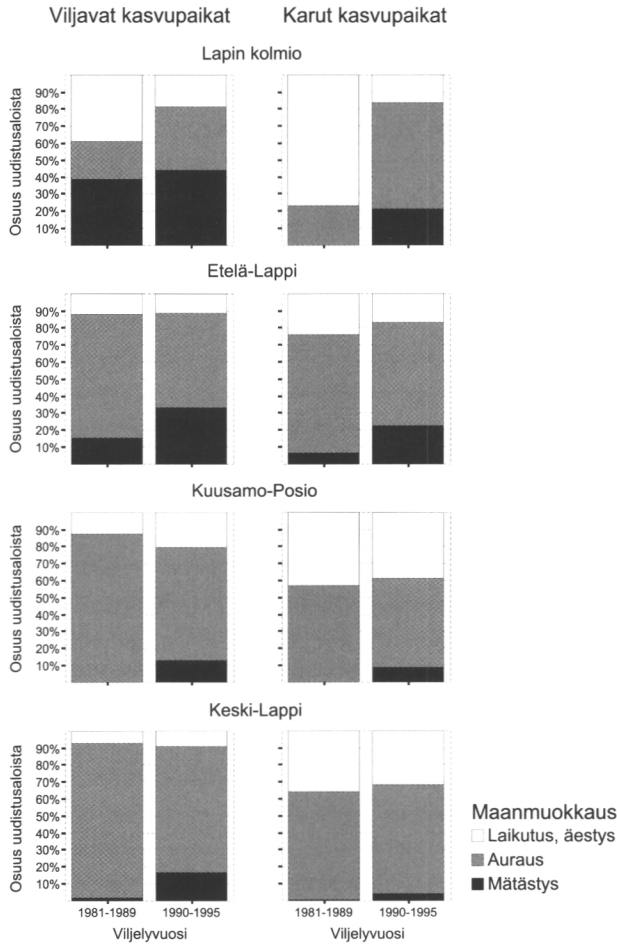 Viljavat kasvupaikat Karut kasvupaikat
Lapin kolmio
Osuus uudistusaloista
90%
80%
70%
60%
50%
40%
30%
20%
10%
Etelä-Lappi
Osuus uudistusaloista
90%
80%
70%
60%
50%
40%
30%
20%
10%
Kuusamo-Posio
Osuus uudistusaloista
90%
80%
70%
60%
50%
40%
30%
20%
10%
Keski-Lappi
Osuus uudistusaloista
90%
80%
70%
60%
50%
40%
30%
20%
10%
1981-1989 1990-1995 1981-1989 1990-1995
Viljelyvuosi Viljelyvuosi
Maanmuokkaus
Laikutus, äestys
Auraus
Mätästys